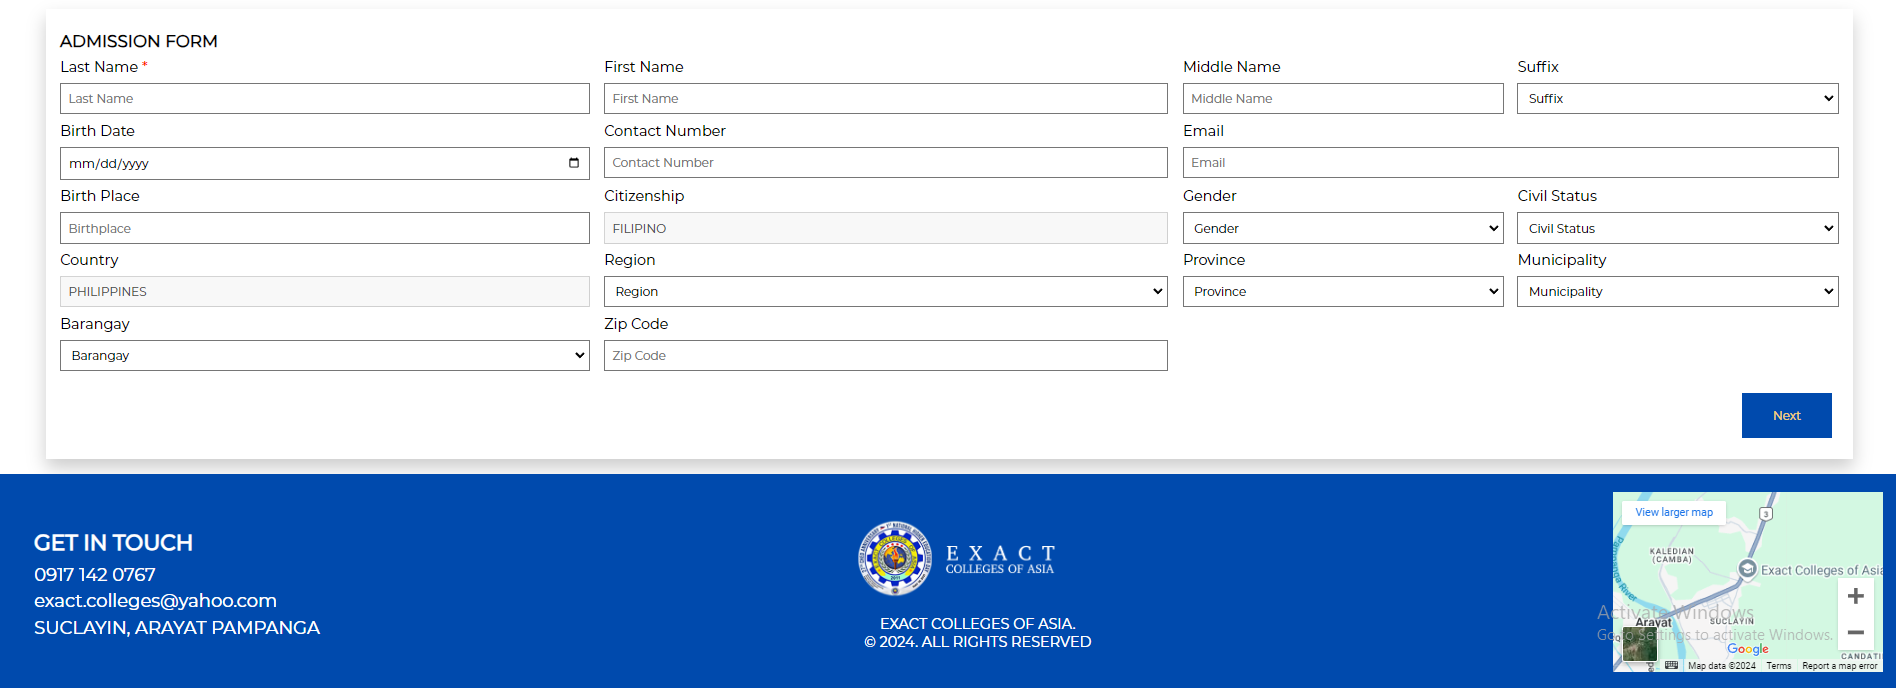 ADMISSION FORM
Last Name * First Name Middle Name Suffix
Last Name First Name Middle Name Suffix
Birth Date Contact Number Email
mm/dd/yyyy Contact Number Email
Birth Place Citizenship Gender Civil Status
Birthplace FILIPINO Gender Civil Status
Country Region Province Municipality
PHILIPPINES Region Province Municipality
Barangay Zip Code
Barangay Zip Code
Next
GET IN TOUCH
0917 142 0767
exact.colleges@yahoo.com
SUCLAYIN, ARAYAT PAMPANGA
EXACT
COLLEGES OF ASIA
EXACT COLLEGES OF ASIA.
© 2024. ALL RIGHTS RESERVED
View larger map
3
KALEDIAN
(CAMBA)
Exact Colleges of Asia
Arayat
SUCLAYIN
Activate Windows
Go to Settings to activate Windows.
Google
CANDATI
Map data ©2024 Terms Report a map error